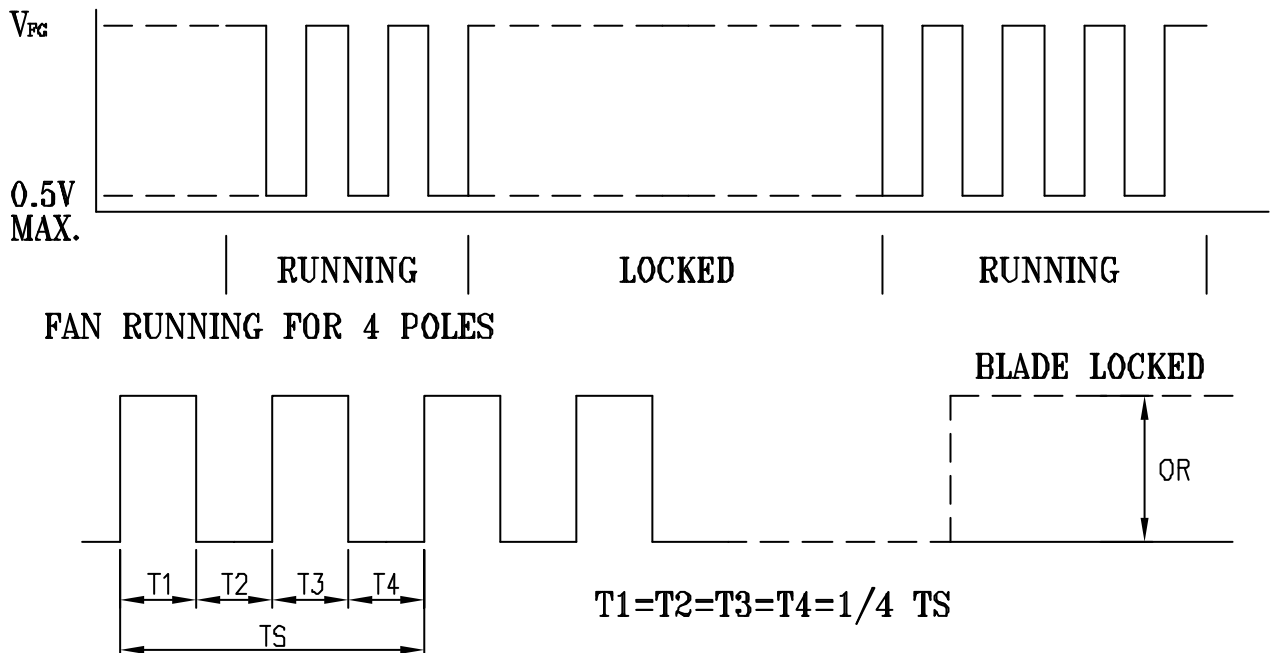 VFG
0.5V
MAX.
RUNNING LOCKED RUNNING
FAN RUNNING FOR 4 POLES
BLADE LOCKED
OR
T1 T2 T3 T4
T1=T2=T3=T4=1/4 TS
TS